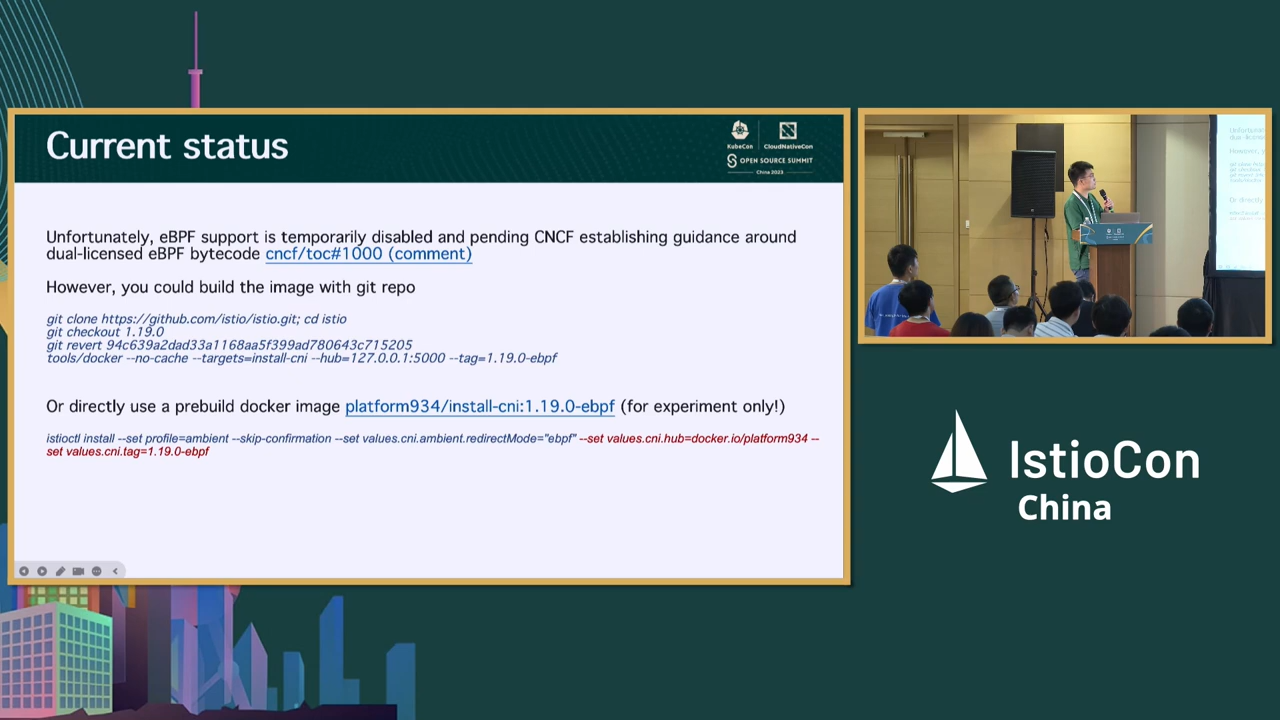 Current status
KubeCon
CloudNativeCon
OPEN SOURCE SUMMIT
China 2023
Unfortunately, eBPF support is temporarily disabled and pending CNCF establishing guidance around
dual-licensed eBPF bytecode cncf/toc#1000 (comment)
However, you could build the image with git repo
git clone https://github.com/istio/istio.git; cd istio
git checkout 1.19.0
git revert 94c639a2dad33a1168aa5f399ad780643c715205
tools/docker --no-cache --targets=install-cni --hub=127.0.0.1:5000 --tag=1.19.0-ebpf
Or directly use a prebuild docker image platform934/install-cni:1.19.0-ebpf (for experiment only!)
istioctl install --set profile=ambient --skip-confirmation --set values.cni.ambient.redirectMode="ebpf" --set values.cni.hub=docker.io/platform934 --
set values.cni.tag=1.19.0-ebpf
IstioCon
China